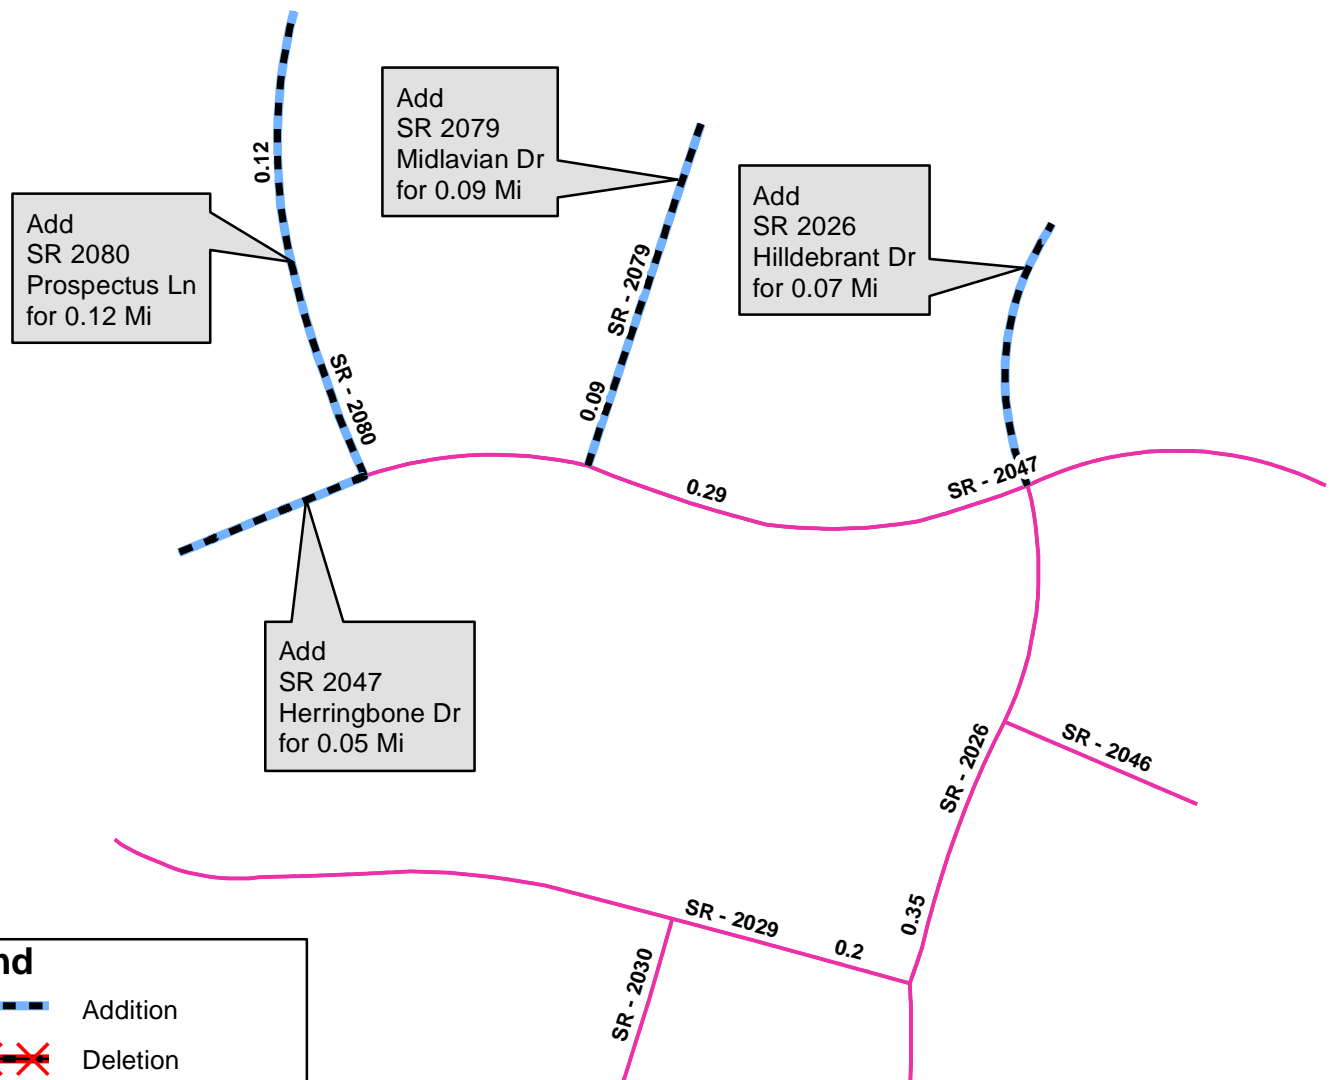 Add
SR 2079
Midlavian Dr
for 0.09 Mi
0.12
Add
SR 2026
Hilldebrant Dr
for 0.07 Mi
Add
SR 2080
Prospectus Ln
for 0.12 Mi
SR - 2079
SR - 2080
0.09
SR - 2047
0.29
Add
SR 2047
Herringbone Dr
for 0.05 Mi
SR - 2026
SR - 2046
0.35
SR - 2029
0.2
SR - 2030
nd
Addition
Deletion